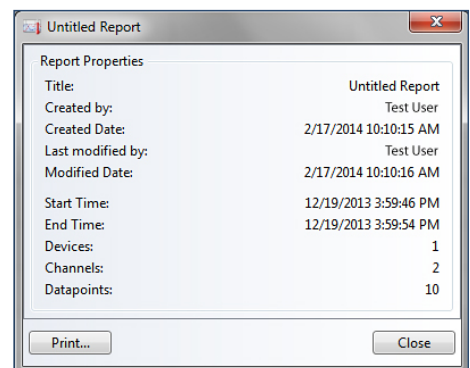 Untitled Report
Report Properties
Title: Untitled Report
Created by: Test User
Created Date: 2/17/2014 10:10:15 AM
Last modified by: Test User
Modified Date: 2/17/2014 10:10:16 AM
Start Time: 12/19/2013 3:59:46 PM
End Time: 12/19/2013 3:59:54 PM
Devices: 1
Channels: 2
Datapoints: 10
Print... Close